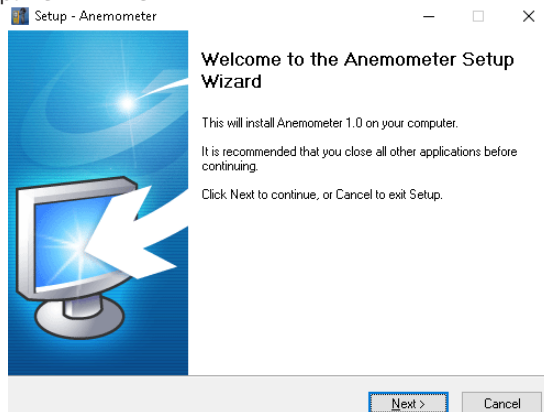 Setup - Anemometer
Welcome to the Anemometer Setup
Wizard
This will install Anemometer 1.0 on your computer.
It is recommended that you close all other applications before
continuing.
Click Next to continue, or Cancel to exit Setup.
Next >
Cancel